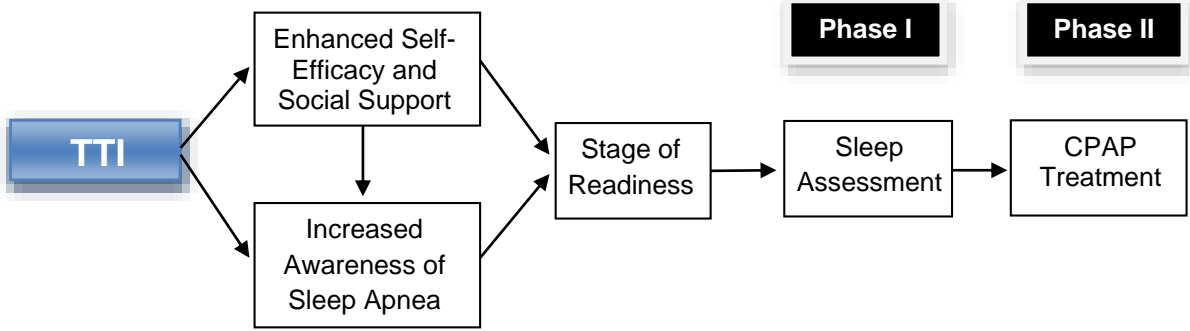 Phase I
Phase II
Enhanced Self-
Efficacy and
Social Support
TTI
Stage of
Readiness
Sleep
Assessment
CPAP
Treatment
Increased
Awareness of
Sleep Apnea